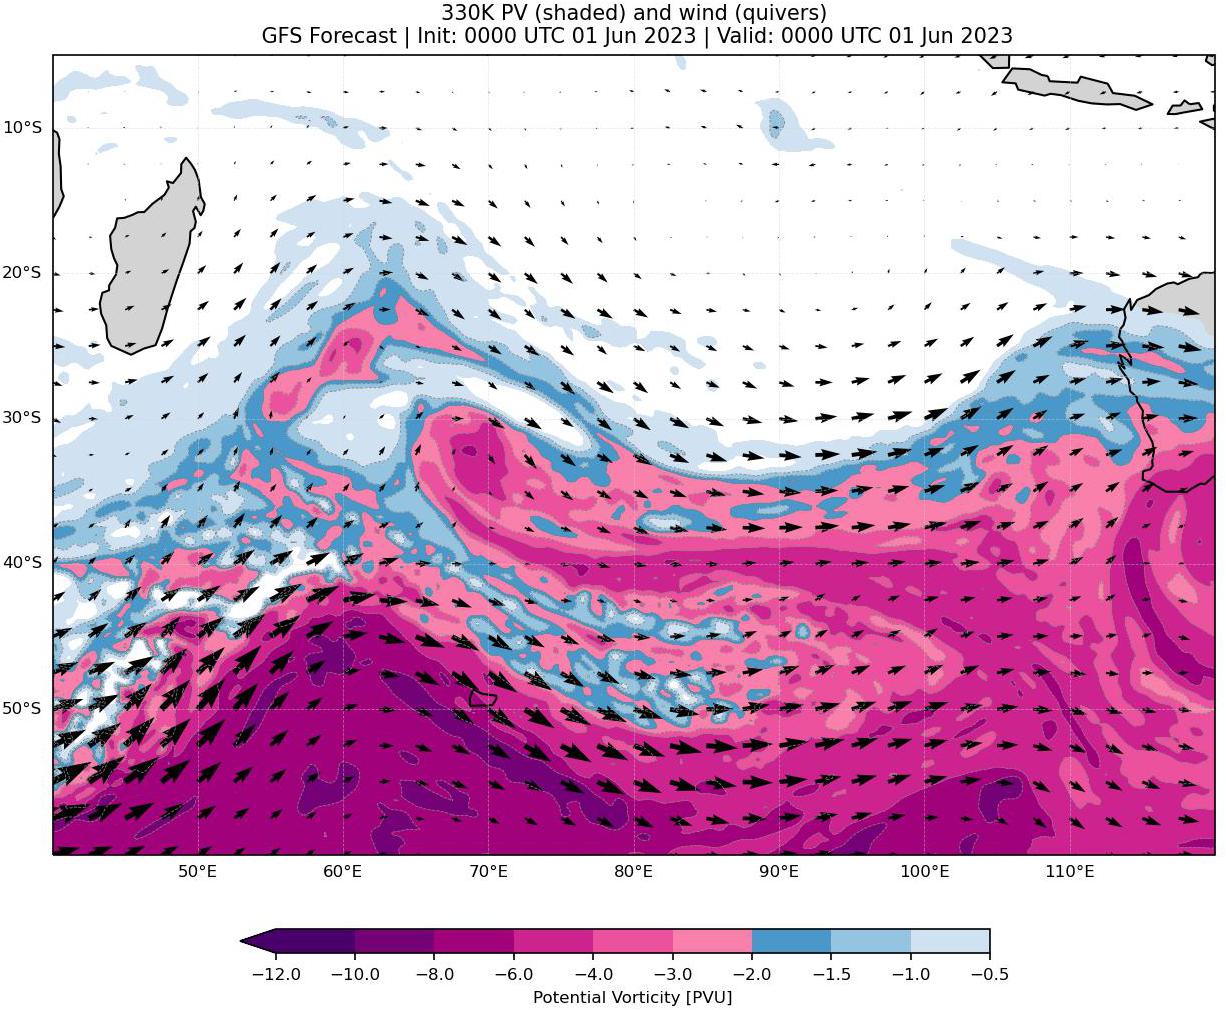 330K PV (shaded) and wind (quivers)
GFS Forecast | Init: 0000 UTC 01 Jun 2023 | Valid: 0000 UTC 01 Jun 2023
10°S
20°S
30°S
40°S
50°S
50°E 60°E 70°E 80°E 90°E 100°E 110°E
−12.0 −10.0 −8.0 −6.0 −4.0 −3.0 −2.0 −1.5 −1.0 −0.5
Potential Vorticity [PVU]